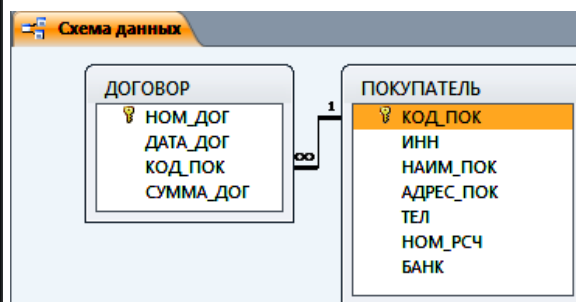 Схема данных
ДОГОВОР
НОМ_ДОГ
ДАТА_ДОГ
КОД_ПОК
СУММА_ДОГ
∞
1
ПОКУПАТЕЛЬ
КОД_ПОК
ИНН
НАИМ_ПОК
АДРЕС_ПОК
ТЕЛ
НОМ_РСЧ
БАНК